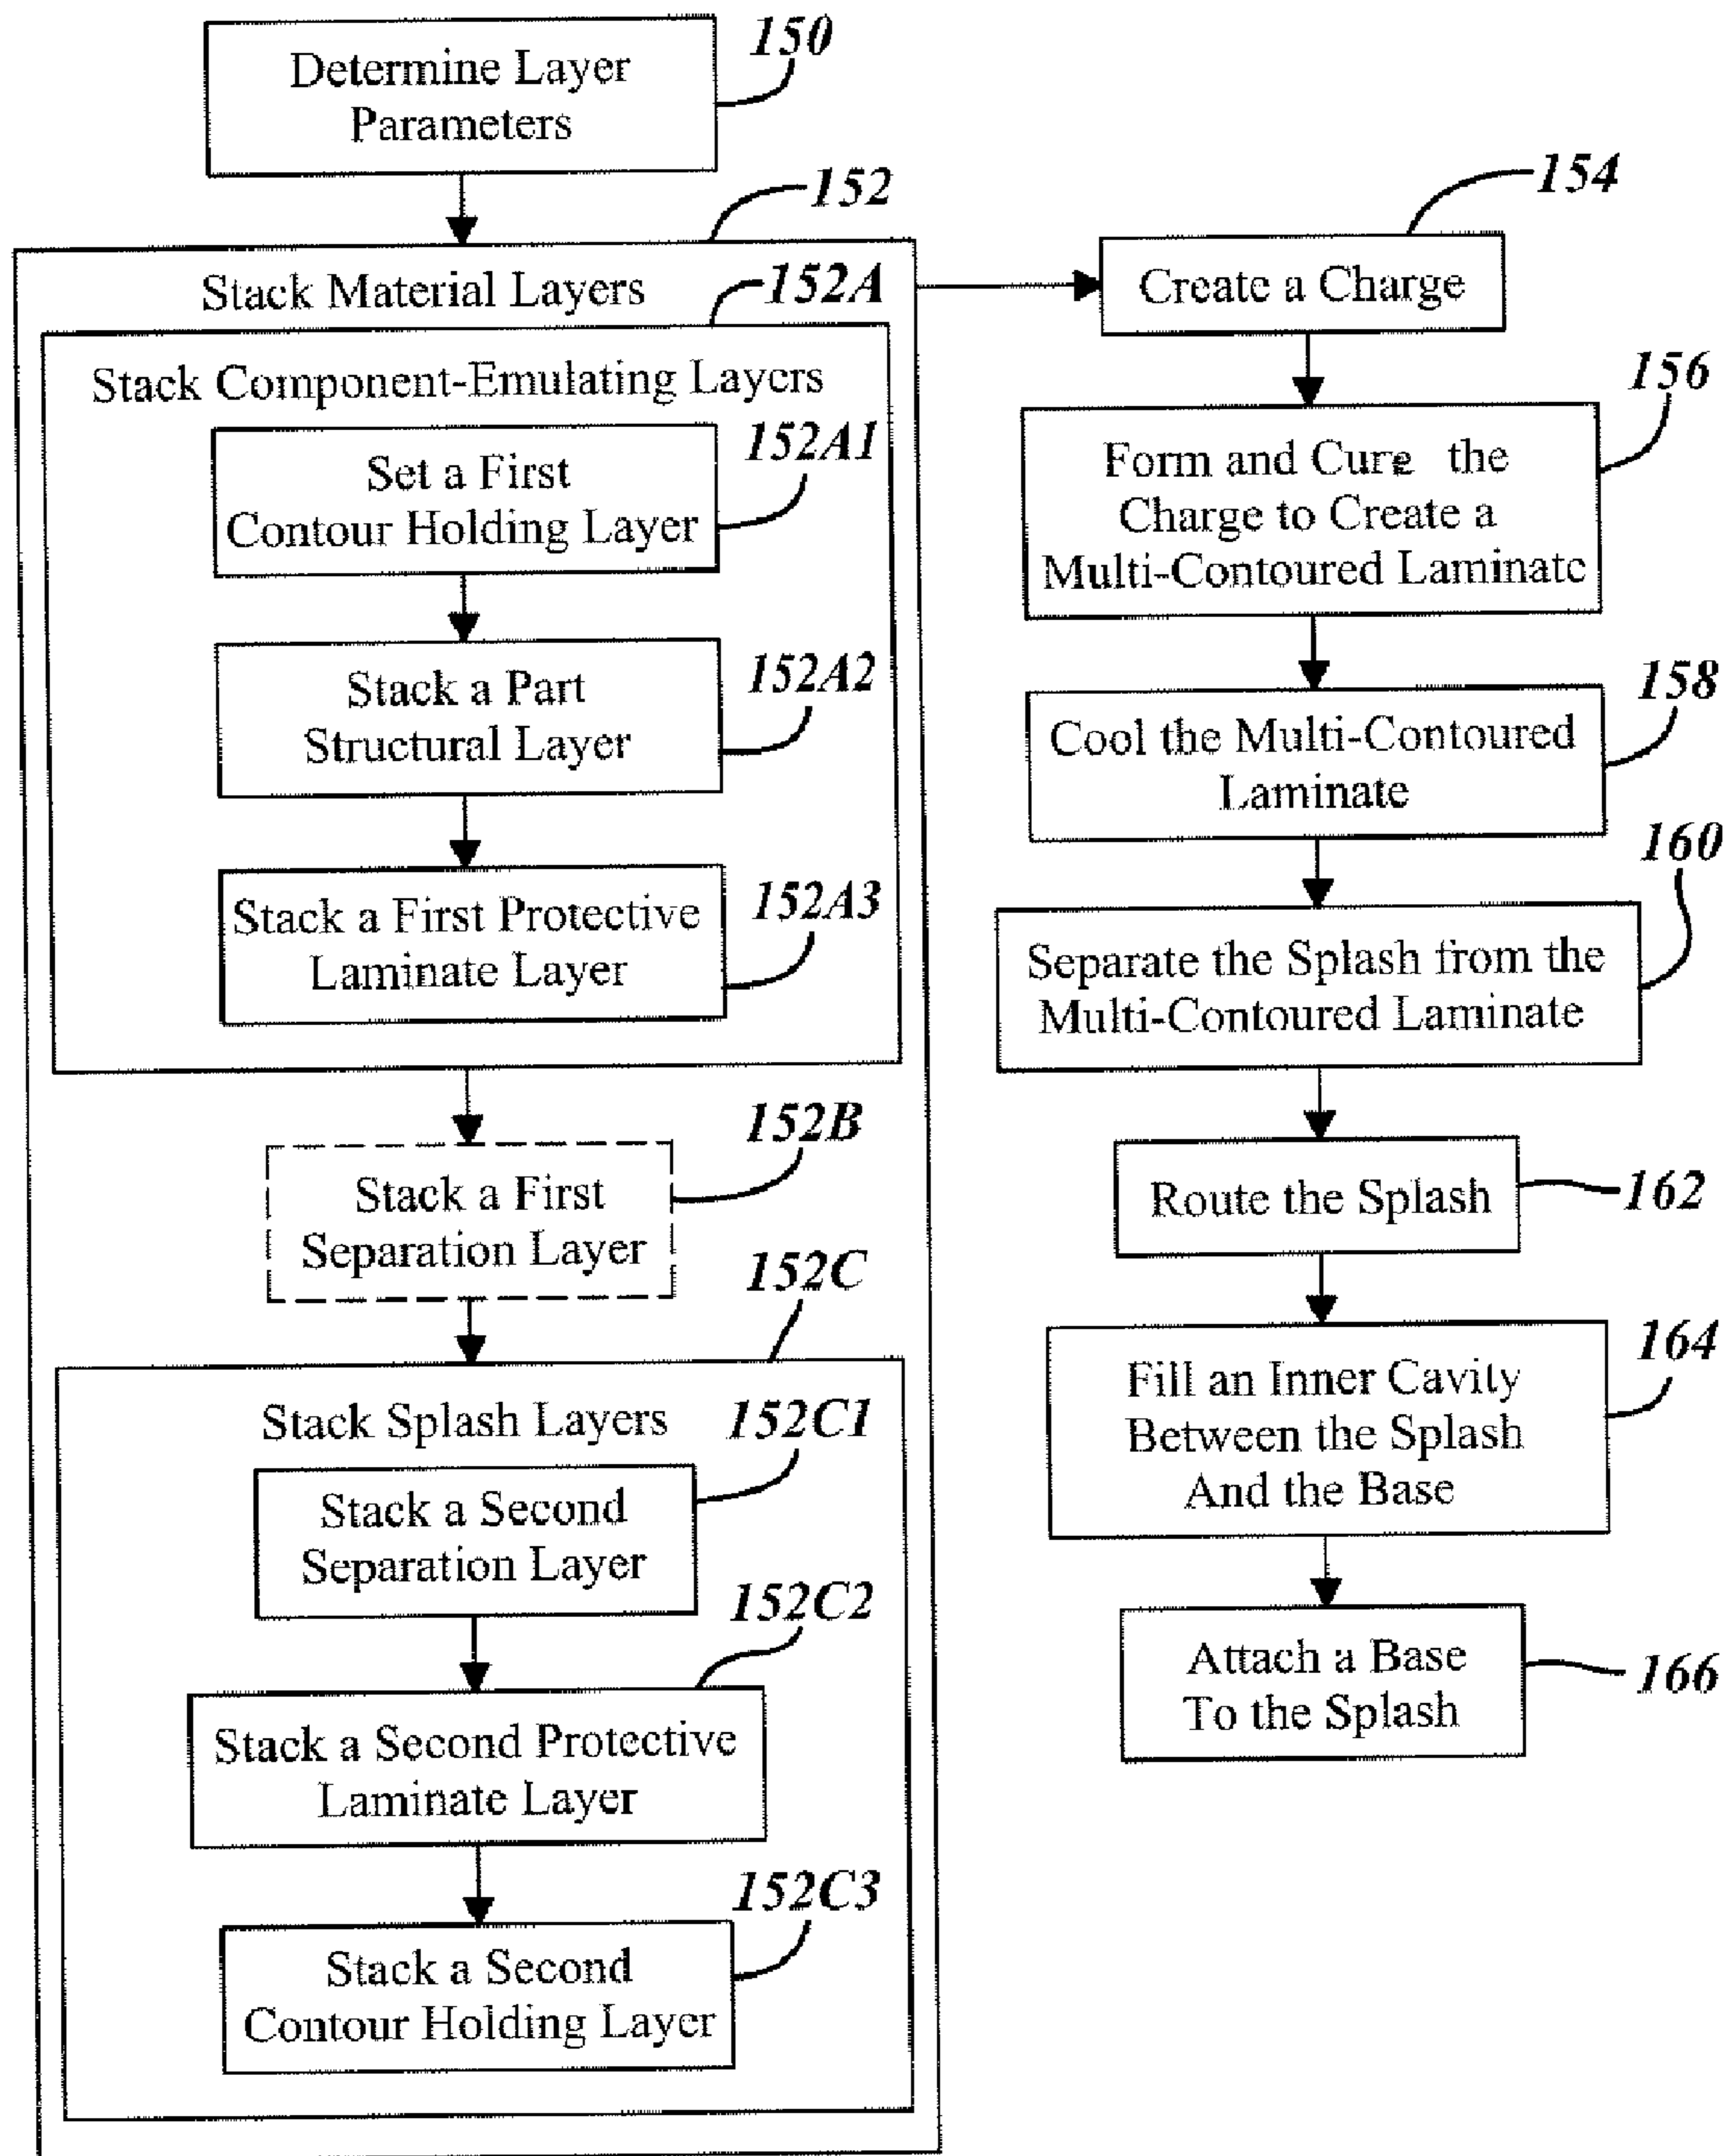 150
Determine Layer
Parameters
152
Stack Material Layers
152A
Stack Component-Emulating Layers
152A1
Set a First
Contour Holding Layer
152A2
Stack a Part
Structural Layer
152A3
Stack a First Protective
Laminate Layer
152B
Stack a First
Separation Layer
152C
Stack Splash Layers
152C1
Stack a Second
Separation Layer
152C2
Stack a Second Protective
Laminate Layer
152C3
Stack a Second
Contour Holding Layer
154
Create a Charge
156
Form and Cure the
Charge to Create a
Multi-Contoured Laminate
158
Cool the Multi-Contoured
Laminate
160
Separate the Splash from the
Multi-Contoured Laminate
Route the Splash
162
164
Fill an Inner Cavity
Between the Splash
And the Base
Attach a Base
To the Splash
166